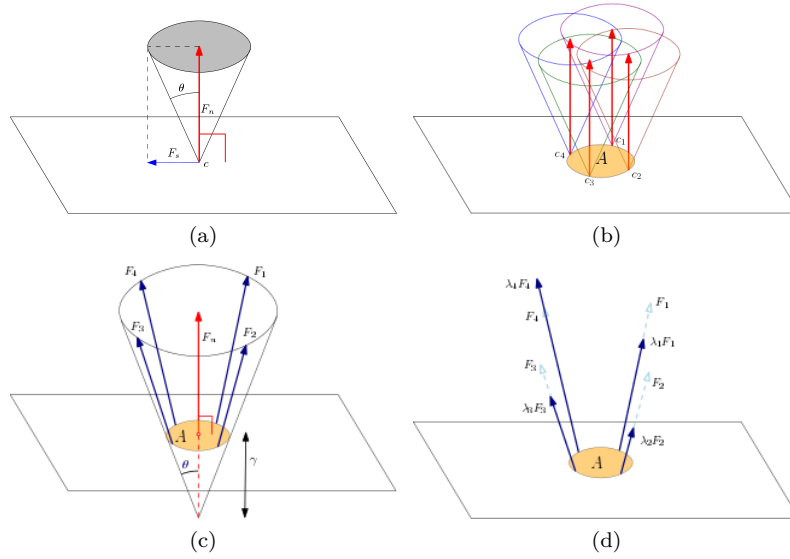 θ
F_n
F_s
c
(a)
A
c_1
c_4
c_3
c_2
(b)
F_4
F_1
F_3
F_2
F_n
A
θ
γ
(c)
λ_4F_4
F_1
F_4
λ_1F_1
F_3
F_2
λ_3F_3
λ_2F_2
A
(d)